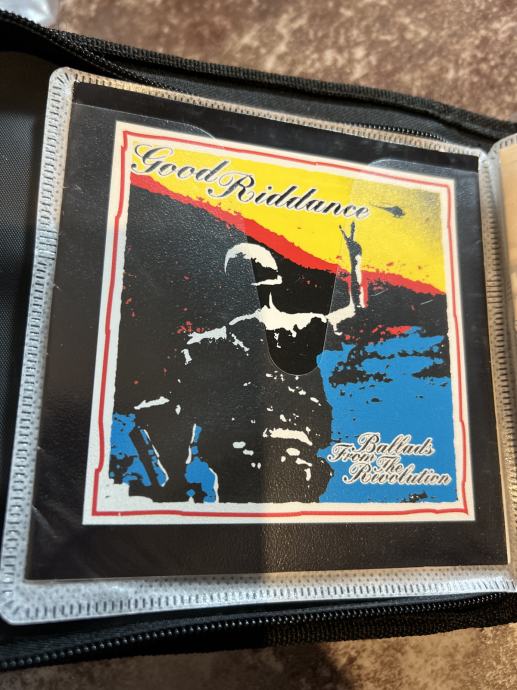 Good Riddance
Ballads
From The
Revolution